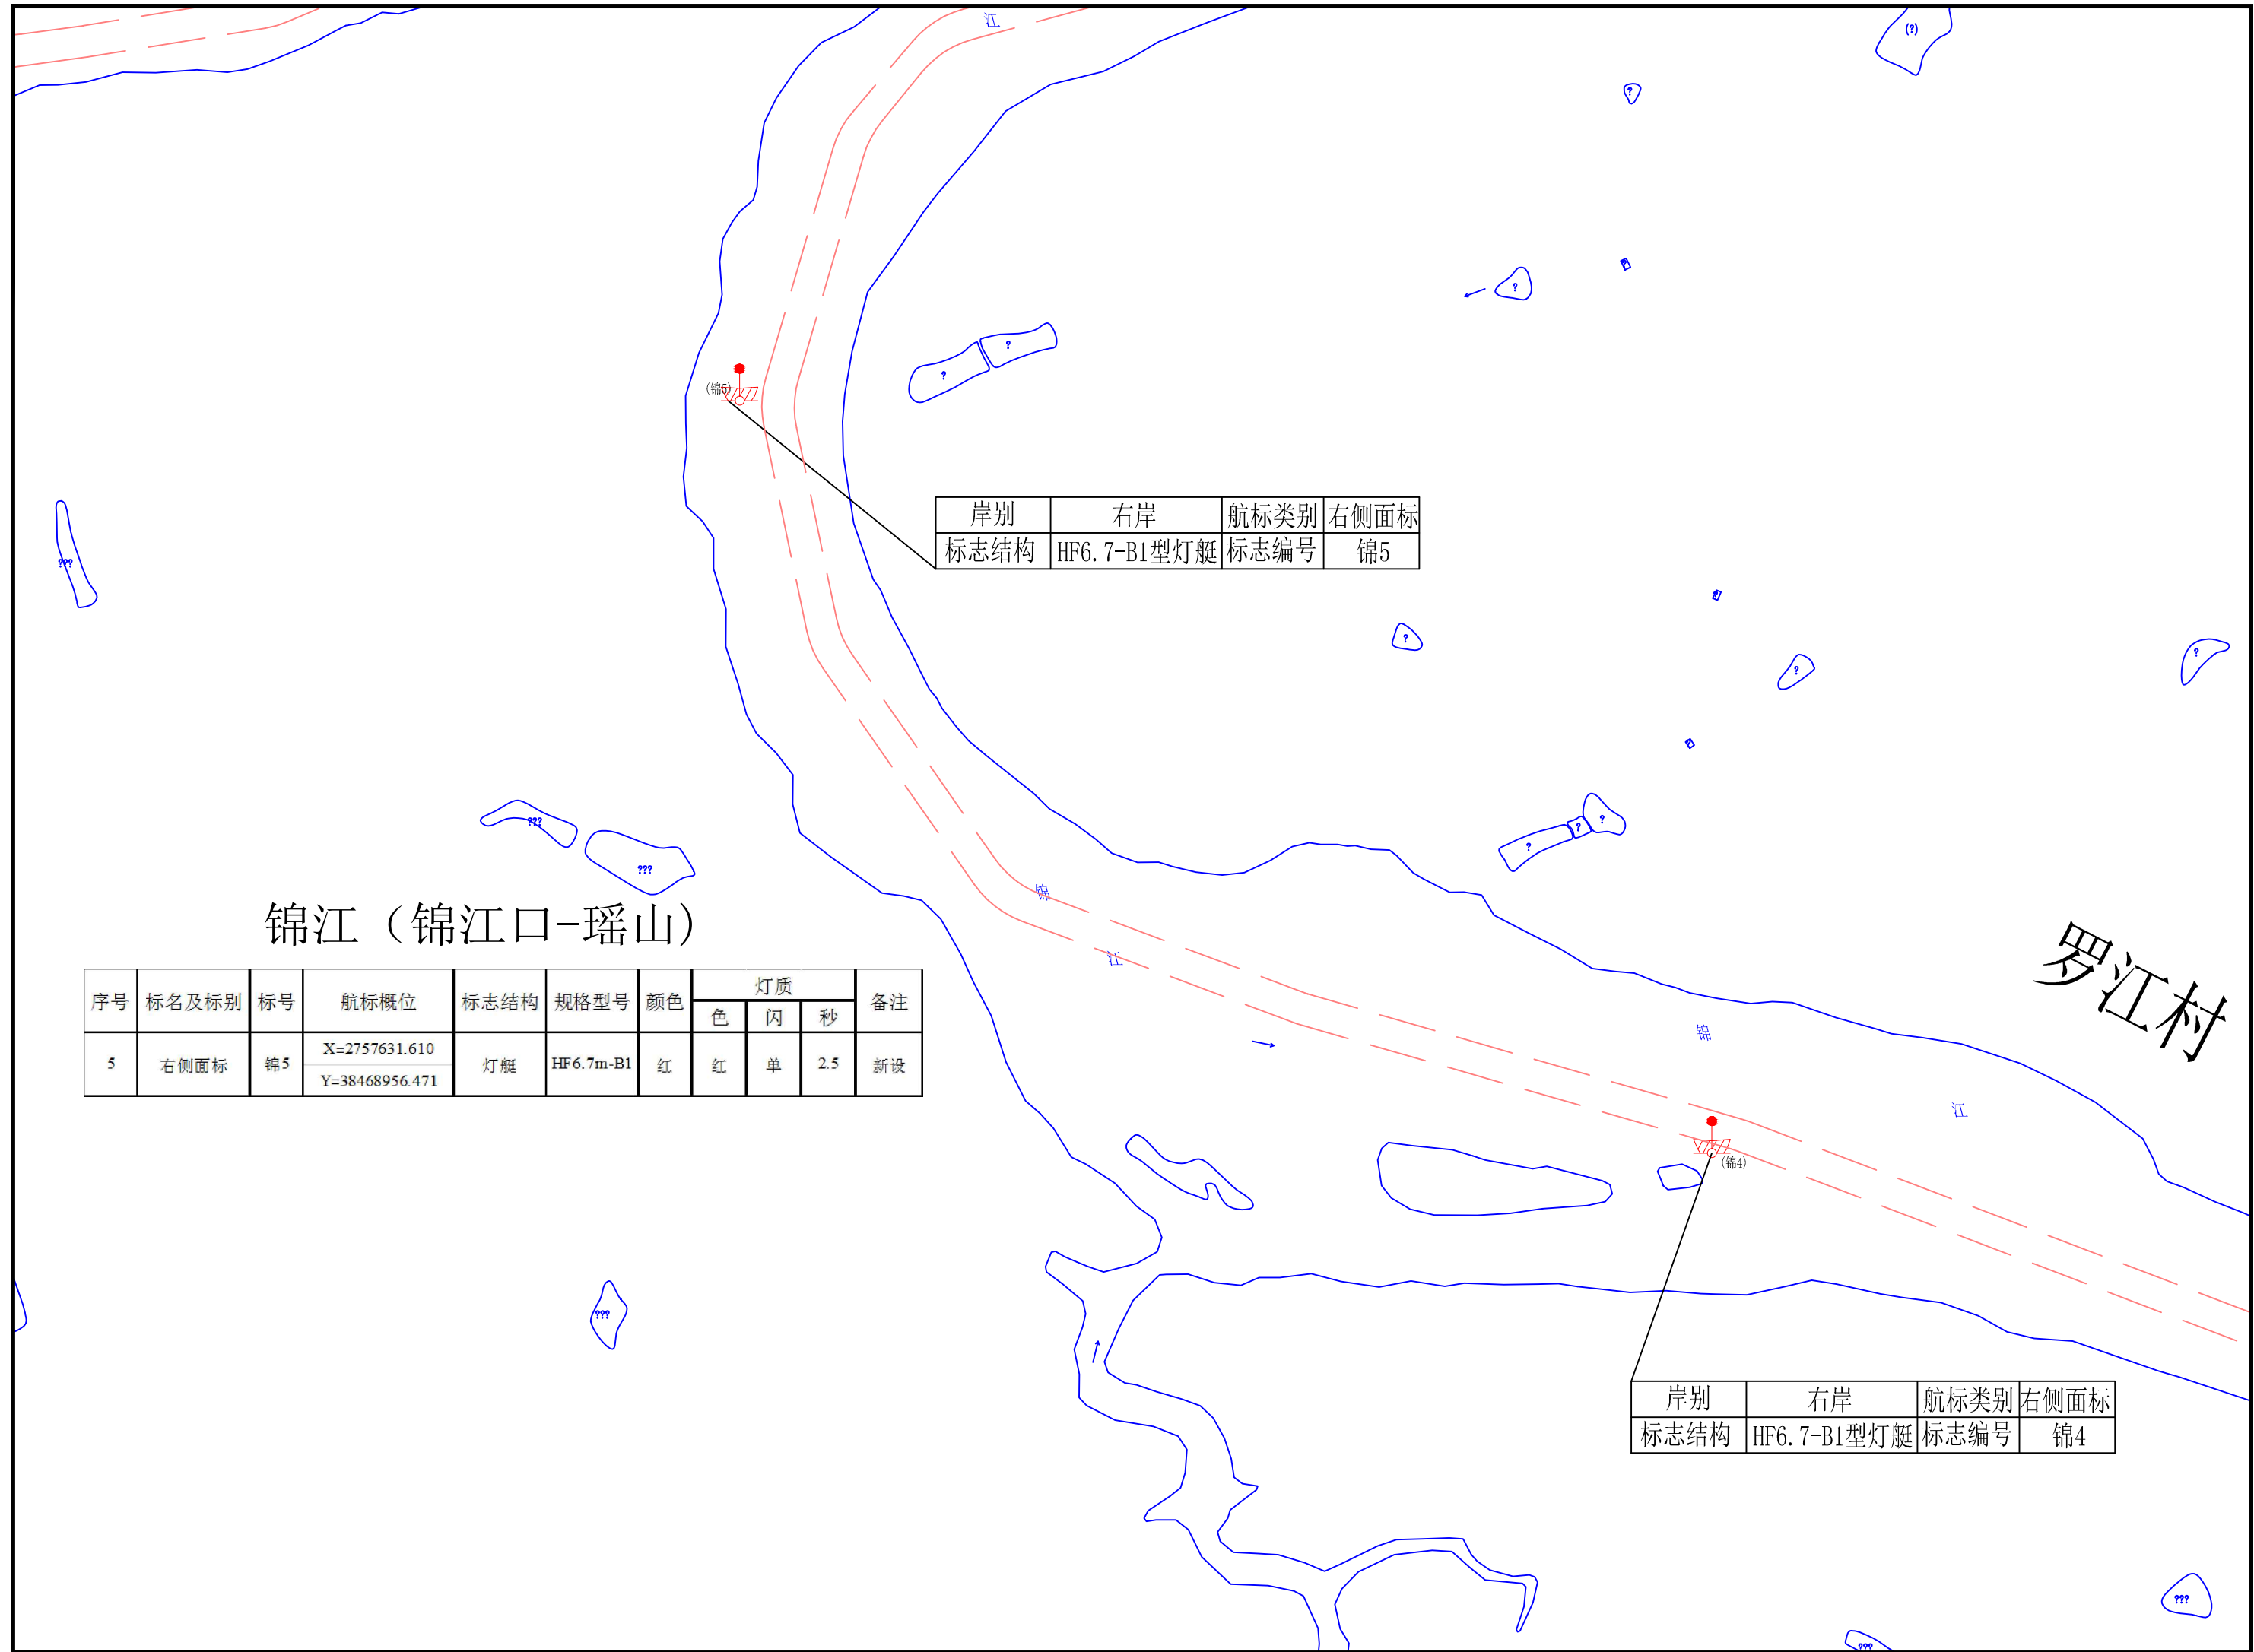 江
(?)
?
?
?
?
(锦5)
岸别 右岸 航标类别 右侧面标
标志结构 HF6.7-B1型灯艇 标志编号 锦5
???
?
?
?
???
???
?
?
?
锦江（锦江口-瑶山）
锦
江
罗江村
序号 标名及标别 标号 航标概位 标志结构 规格型号 颜色 灯质 备注
色 闪 秒
5 右侧面标 锦5 X=2757631.610 灯艇 HF6.7m-B1 红 红 单 2.5 新设
Y=38468956.471
锦
江
(锦4)
???
岸别 右岸 航标类别 右侧面标
标志结构 HF6.7-B1型灯艇 标志编号 锦4
???
???